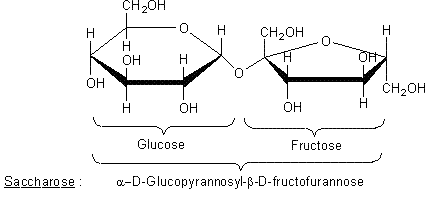 CH₂OH
H H O H CH₂OH H
O
OH H OH
O H
OH CH₂OH
H OH OH H
Glucose Fructose
Saccharose : α–D-Glucopyrannosyl-β-D-fructofurannose